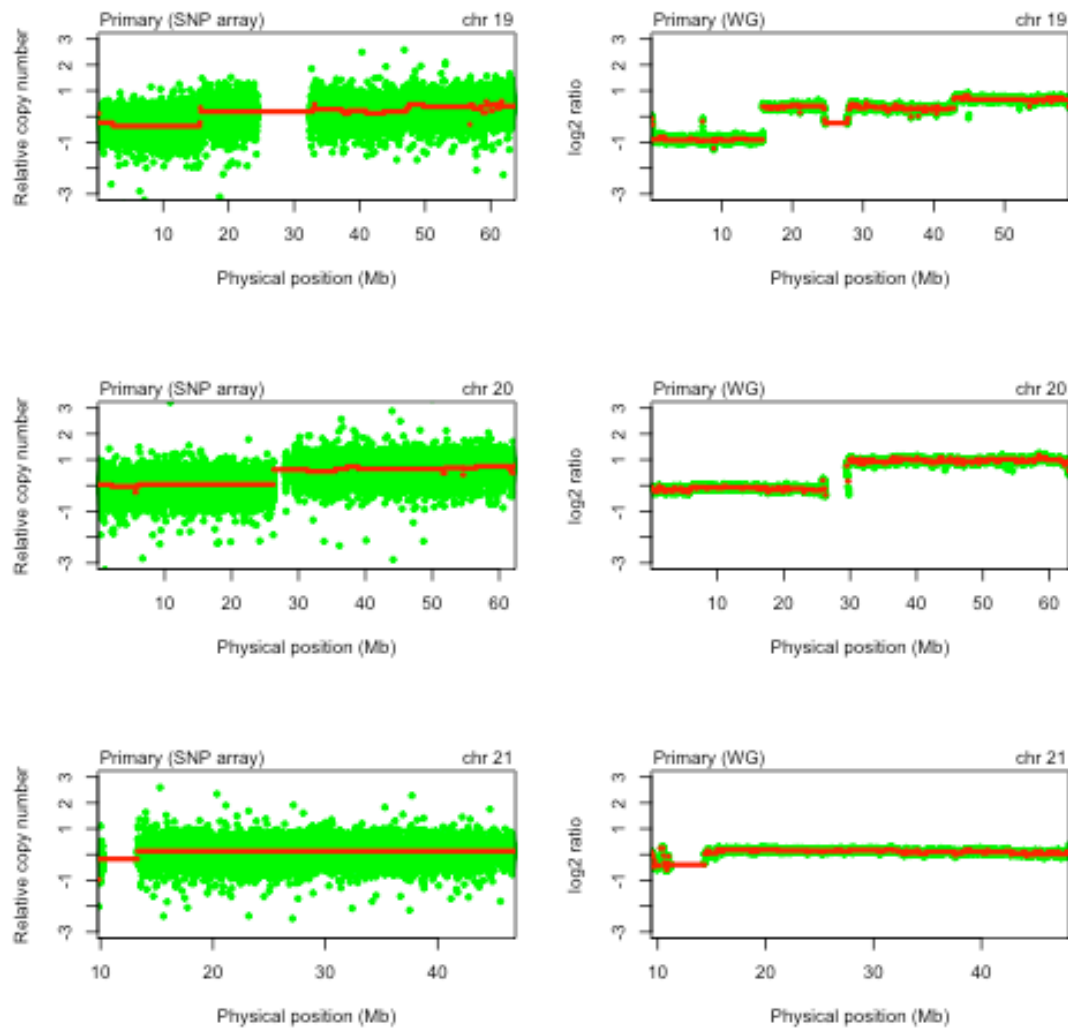 Primary (SNP array) chr 19
Relative copy number
3
2
1
-1
-3
10 20 30 40 50 60
Physical position (Mb)
Primary (WG) chr 19
log2 ratio
3
2
1
-1
-3
10 20 30 40 50
Physical position (Mb)
Primary (SNP array) chr 20
Relative copy number
3
2
1
-1
-3
10 20 30 40 50 60
Physical position (Mb)
Primary (WG) chr 20
log2 ratio
3
2
1
-1
-3
10 20 30 40 50 60
Physical position (Mb)
Primary (SNP array) chr 21
Relative copy number
3
2
1
-1
-3
10 20 30 40
Physical position (Mb)
Primary (WG) chr 21
log2 ratio
3
2
1
-1
-3
10 20 30 40
Physical position (Mb)